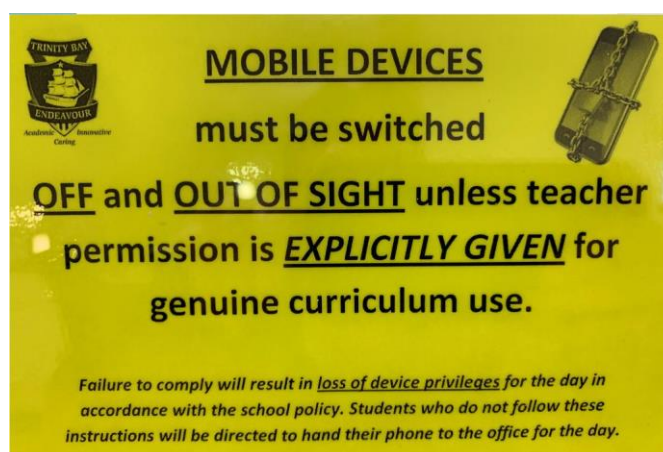 TRINITY BAY
ENDEAVOUR
Academic Innovative
Caring
MOBILE DEVICES
must be switched
OFF and OUT OF SIGHT unless teacher
permission is EXPLICITLY GIVEN for
genuine curriculum use.
Failure to comply will result in loss of device privileges for the day in
accordance with the school policy. Students who do not follow these
instructions will be directed to hand their phone to the office for the day.